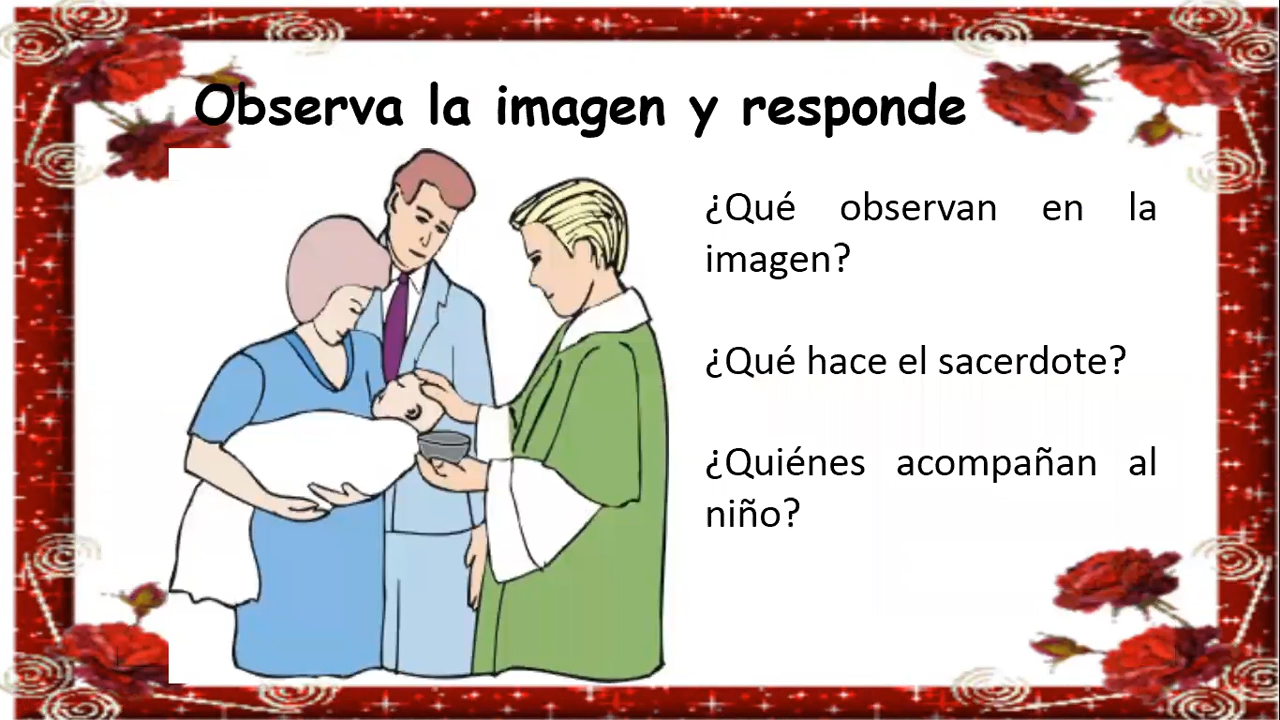 Observa la imagen y responde
¿Qué observan en la
imagen?
¿Qué hace el sacerdote?
¿Quiénes acompañan al
niño?